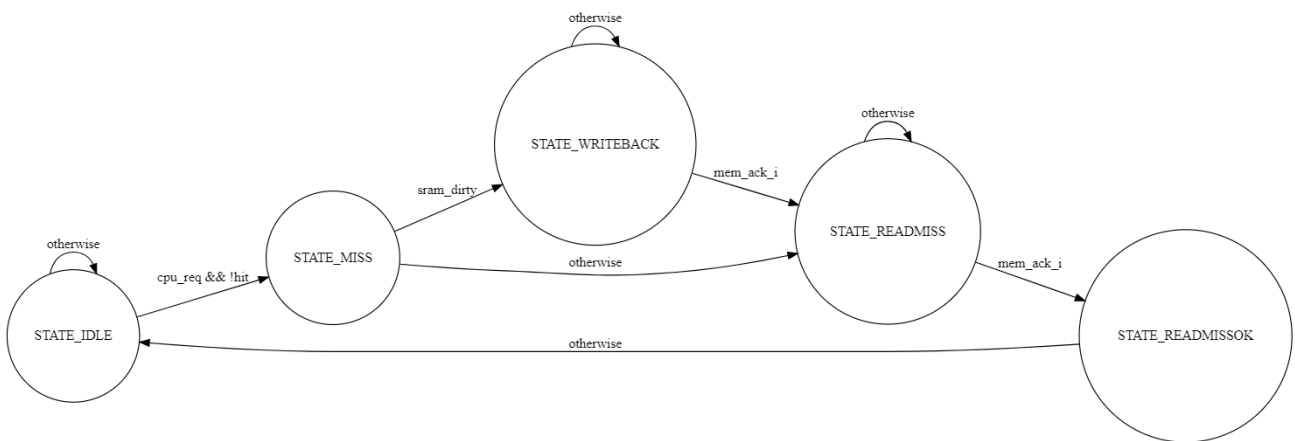 otherwise
STATE_WRITEBACK
otherwise
mem_ack_i
sram_dirty
STATE_READMISS
otherwise
STATE_MISS
otherwise
mem_ack_i
cpu_req && !hit
STATE_IDLE
STATE_READMISSOK
otherwise